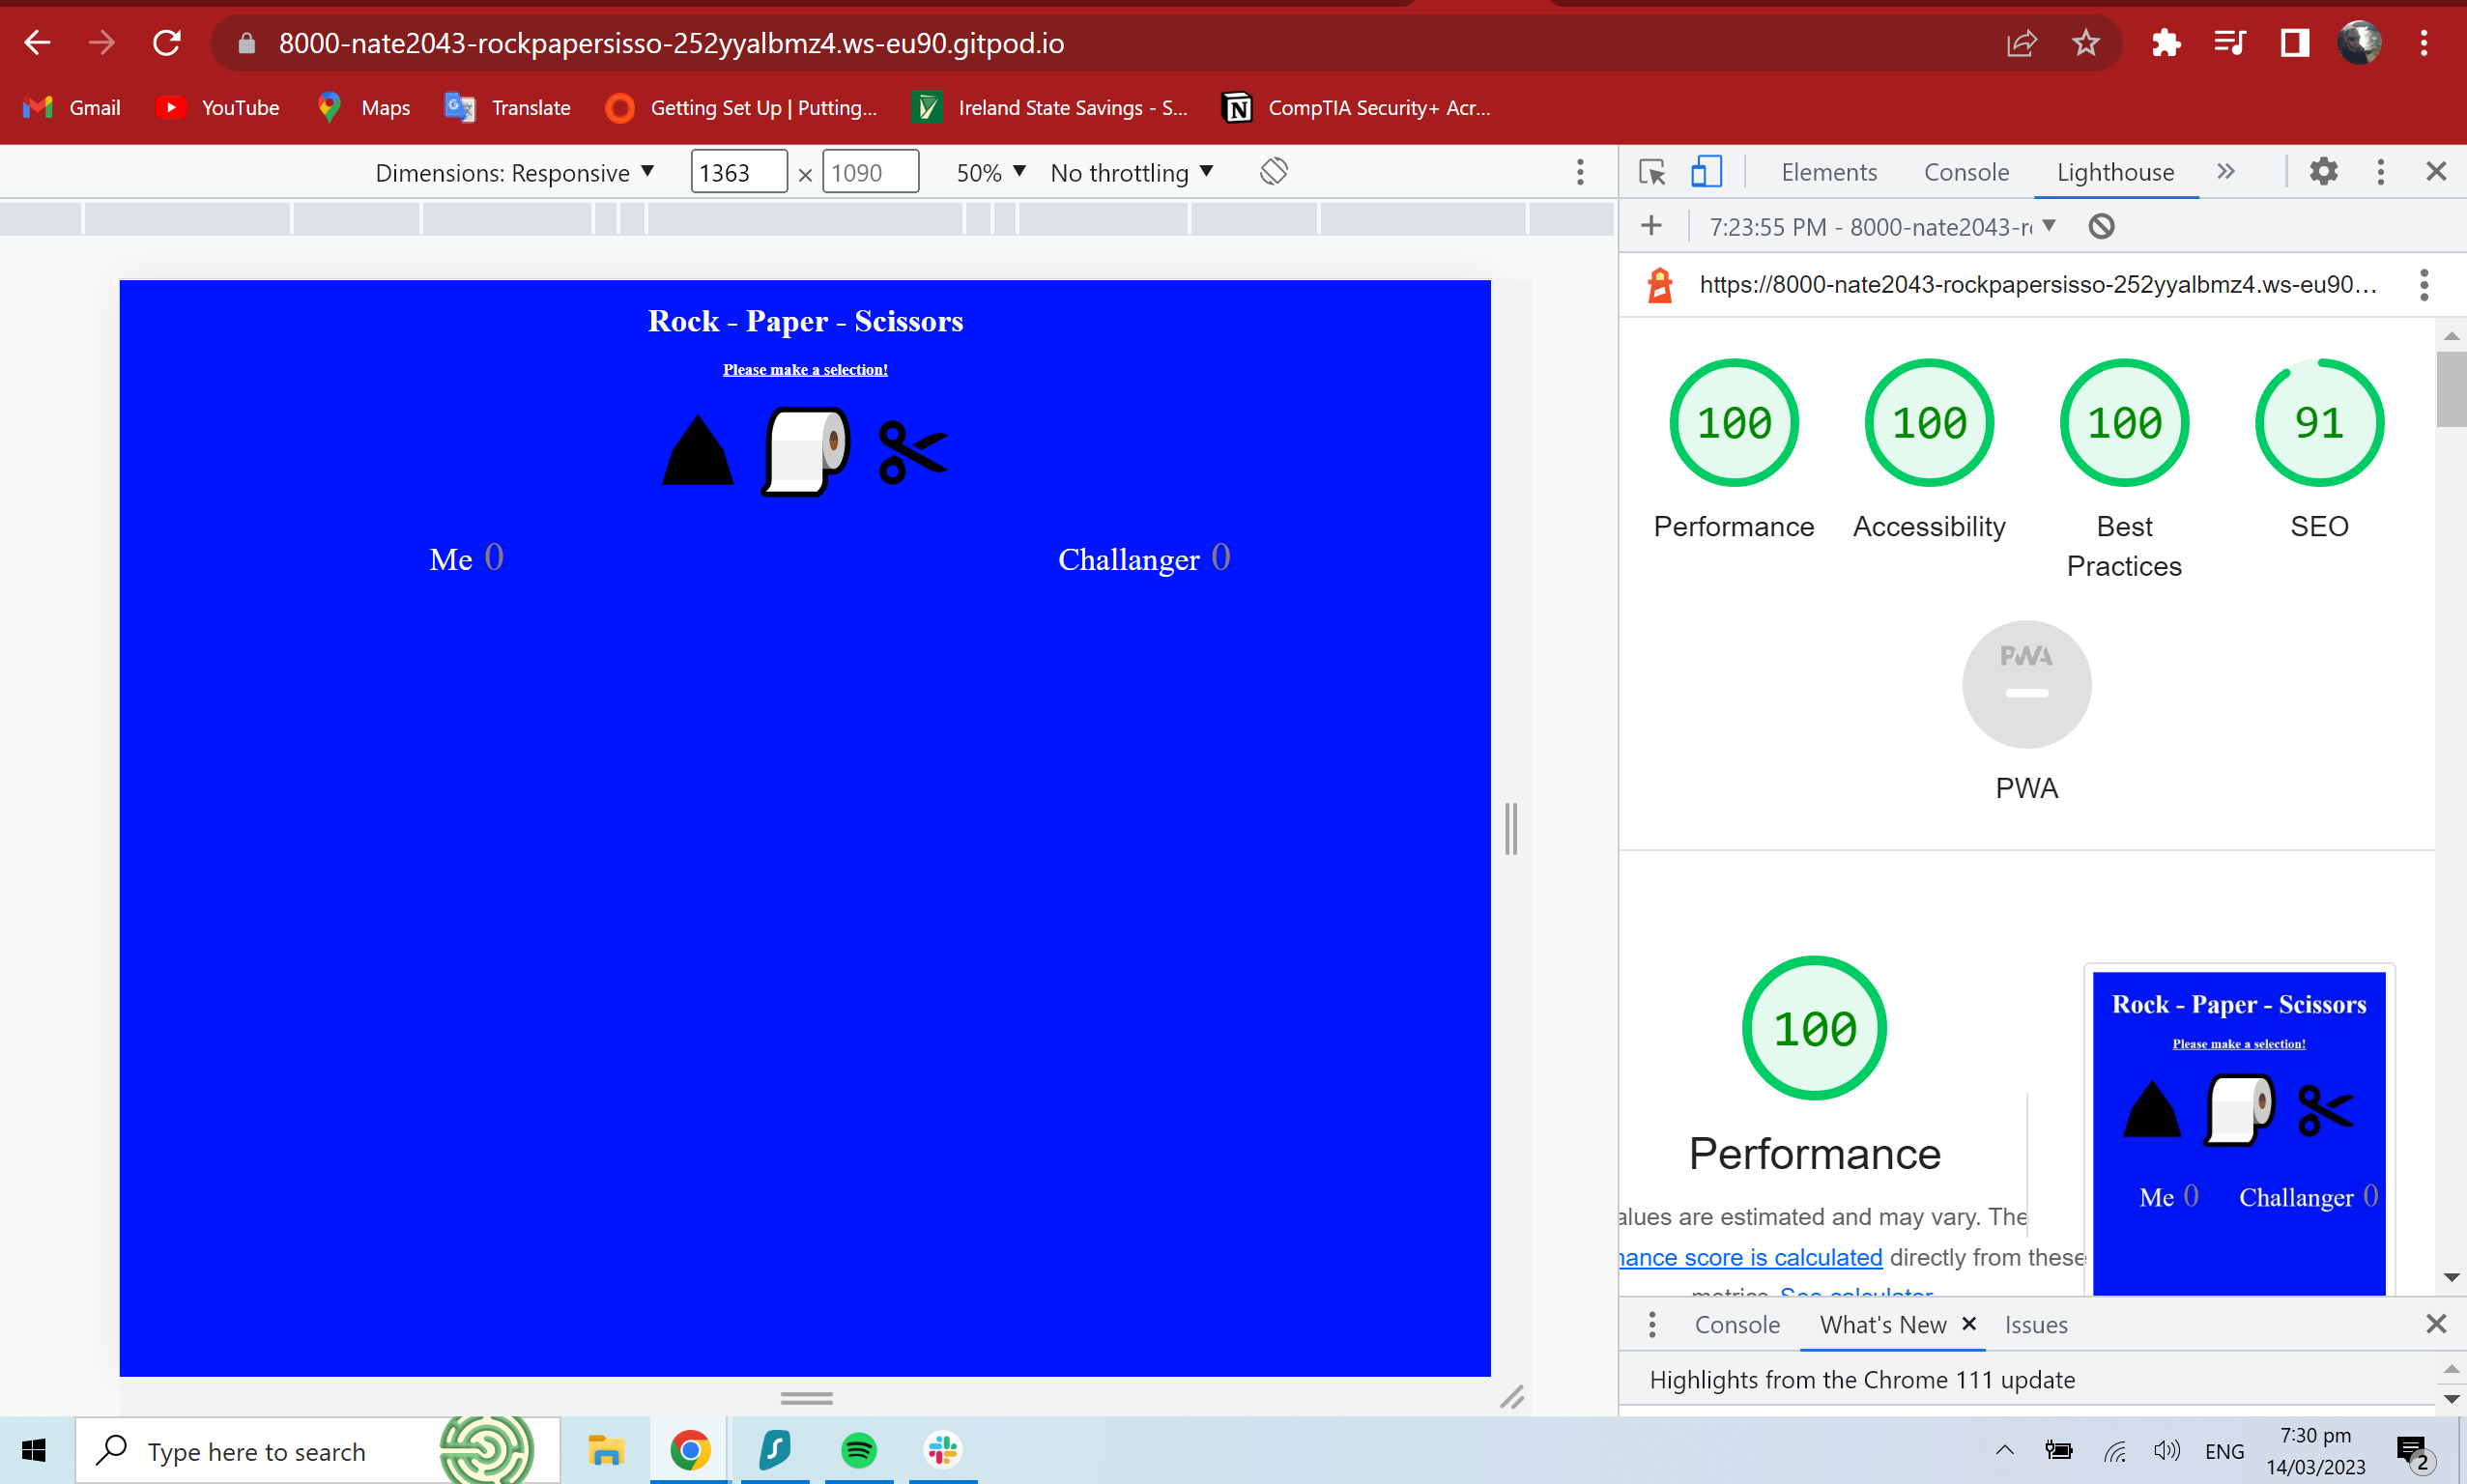 8000-nate2043-rockpapersisso-252yyalbmz4.ws-eu90.gitpod.io
Gmail YouTube Maps Translate Getting Set Up | Putting... Ireland State Savings - S... CompTIA Security+ Acr...
Dimensions: Responsive 1363 × 1090 50% No throttling
Elements Console Lighthouse
7:23:55 PM - 8000-nate2043-r
https://8000-nate2043-rockpapersisso-252yyalbmz4.ws-eu90...
Rock - Paper - Scissors
Please make a selection!
Me 0 Challanger 0
100 100 100 91
Performance Accessibility Best Practices SEO
PWA
PWA
100
Performance
alues are estimated and may vary. The
nance score is calculated directly from these
metrics. See calculator
Rock - Paper - Scissors
Please make a selection!
Me 0 Challanger 0
Console What's New Issues
Highlights from the Chrome 111 update
Type here to search
ENG
7:30 pm
14/03/2023
2